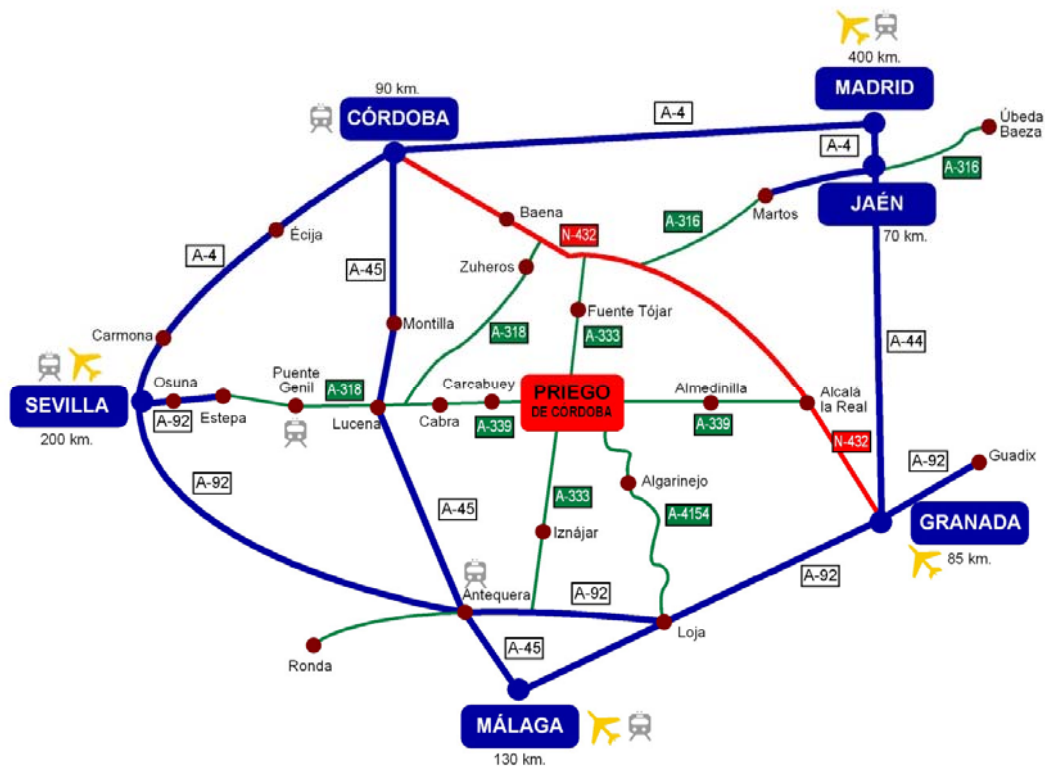 400 km.
MADRID
90 km.
CÓRDOBA
A-4
Úbeda
Baeza
A-4
A-316
Martos
JAÉN
70 km.
Baena
A-316
N-432
Écija
Zuheros
A-4
A-45
Fuente Tójar
Montilla
A-318
A-333
A-44
Carmona
Puente
Genil
A-318
Carcabuey
PRIEGO
DE CÓRDOBA
Almedinilla
Alcalá
la Real
Osuna
SEVILLA
A-92
Estepa
Lucena
Cabra
A-339
A-339
200 km.
N-432
A-92
Guadix
A-92
A-45
A-333
Algarinejo
A-4154
Iznájar
GRANADA
85 km.
A-92
Antequera
A-92
Loja
Ronda
A-45
MÁLAGA
130 km.